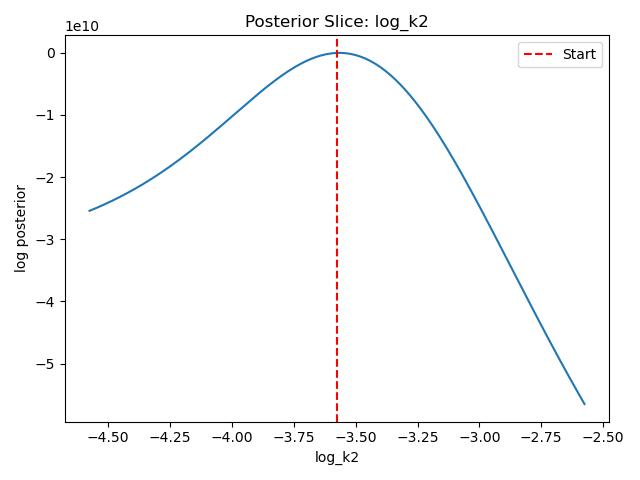 Posterior Slice: log_k2
1e10
Start
0
−1
−2
−3
−4
−5
log posterior
−4.50 −4.25 −4.00 −3.75 −3.50 −3.25 −3.00 −2.75 −2.50
log_k2